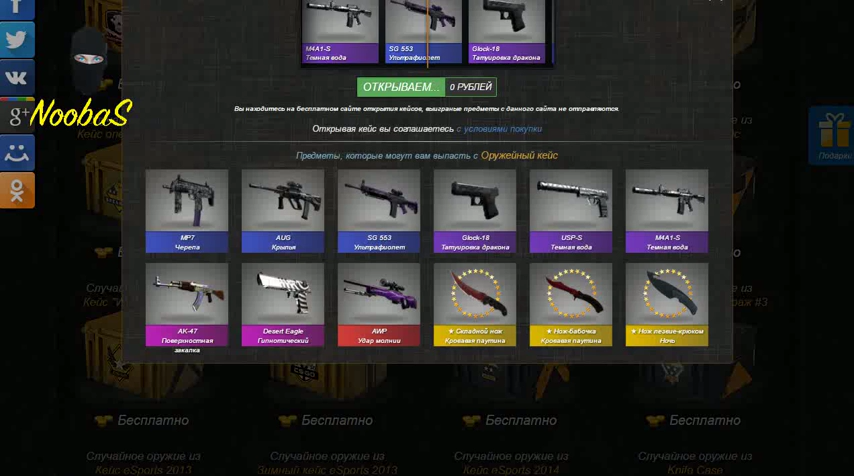 M4A1-S
Темная вода
SG 553
Ультрафиолет
Glock-18
Татуировка дракона
ОТКРЫВАЕМ... 0 РУБЛЕЙ
Вы находитесь на бесплатном сайте открытия кейсов, выиграные предметы с данного сайта не отправляются.
NoobaS
Открывая кейс вы соглашаетесь с условиями покупки
Подарки
Предметы, которые могут вам выпасть с Оружейный кейс
MP7
Черепа
AUG
Крылья
SG 553
Ультрафиолет
Glock-18
Татуировка дракона
USP-S
Темная вода
M4A1-S
Темная вода
AK-47
Поверхностная
закалка
Desert Eagle
Гипнотический
AWP
Удар молнии
★ Складной нож
Кровавая паутина
★ Нож-бабочка
Кровавая паутина
★ Нож лезвие-крюком
Ночь
Бесплатно
Бесплатно
Бесплатно
Бесплатно
Случайное оружие из
Кейс eSports 2013
Случайное оружие из
Зимный кейс eSports 2013
Случайное оружие из
Кейс eSports 2014
Случайное оружие из
Knifa Case